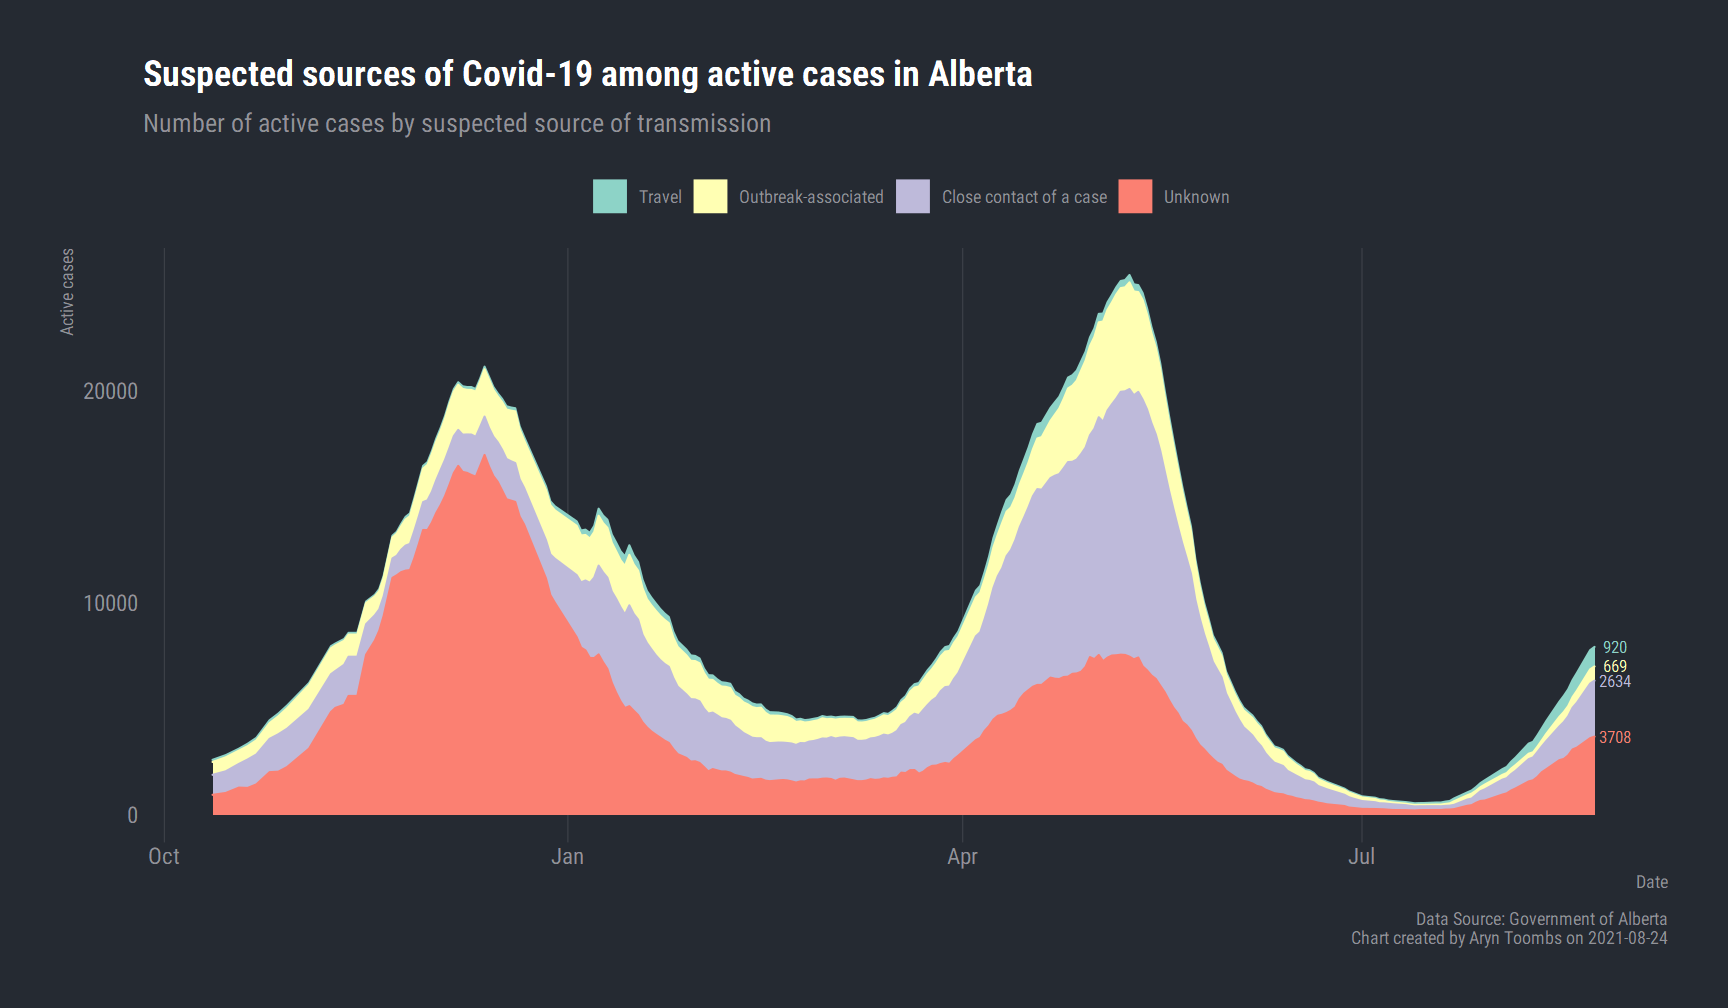 Suspected sources of Covid-19 among active cases in Alberta
Number of active cases by suspected source of transmission
Travel Outbreak-associated Close contact of a case Unknown
Active cases
20000
10000
0
920
669
2634
3708
Oct Jan Apr Jul
Date
Data Source: Government of Alberta
Chart created by Aryn Toombs on 2021-08-24